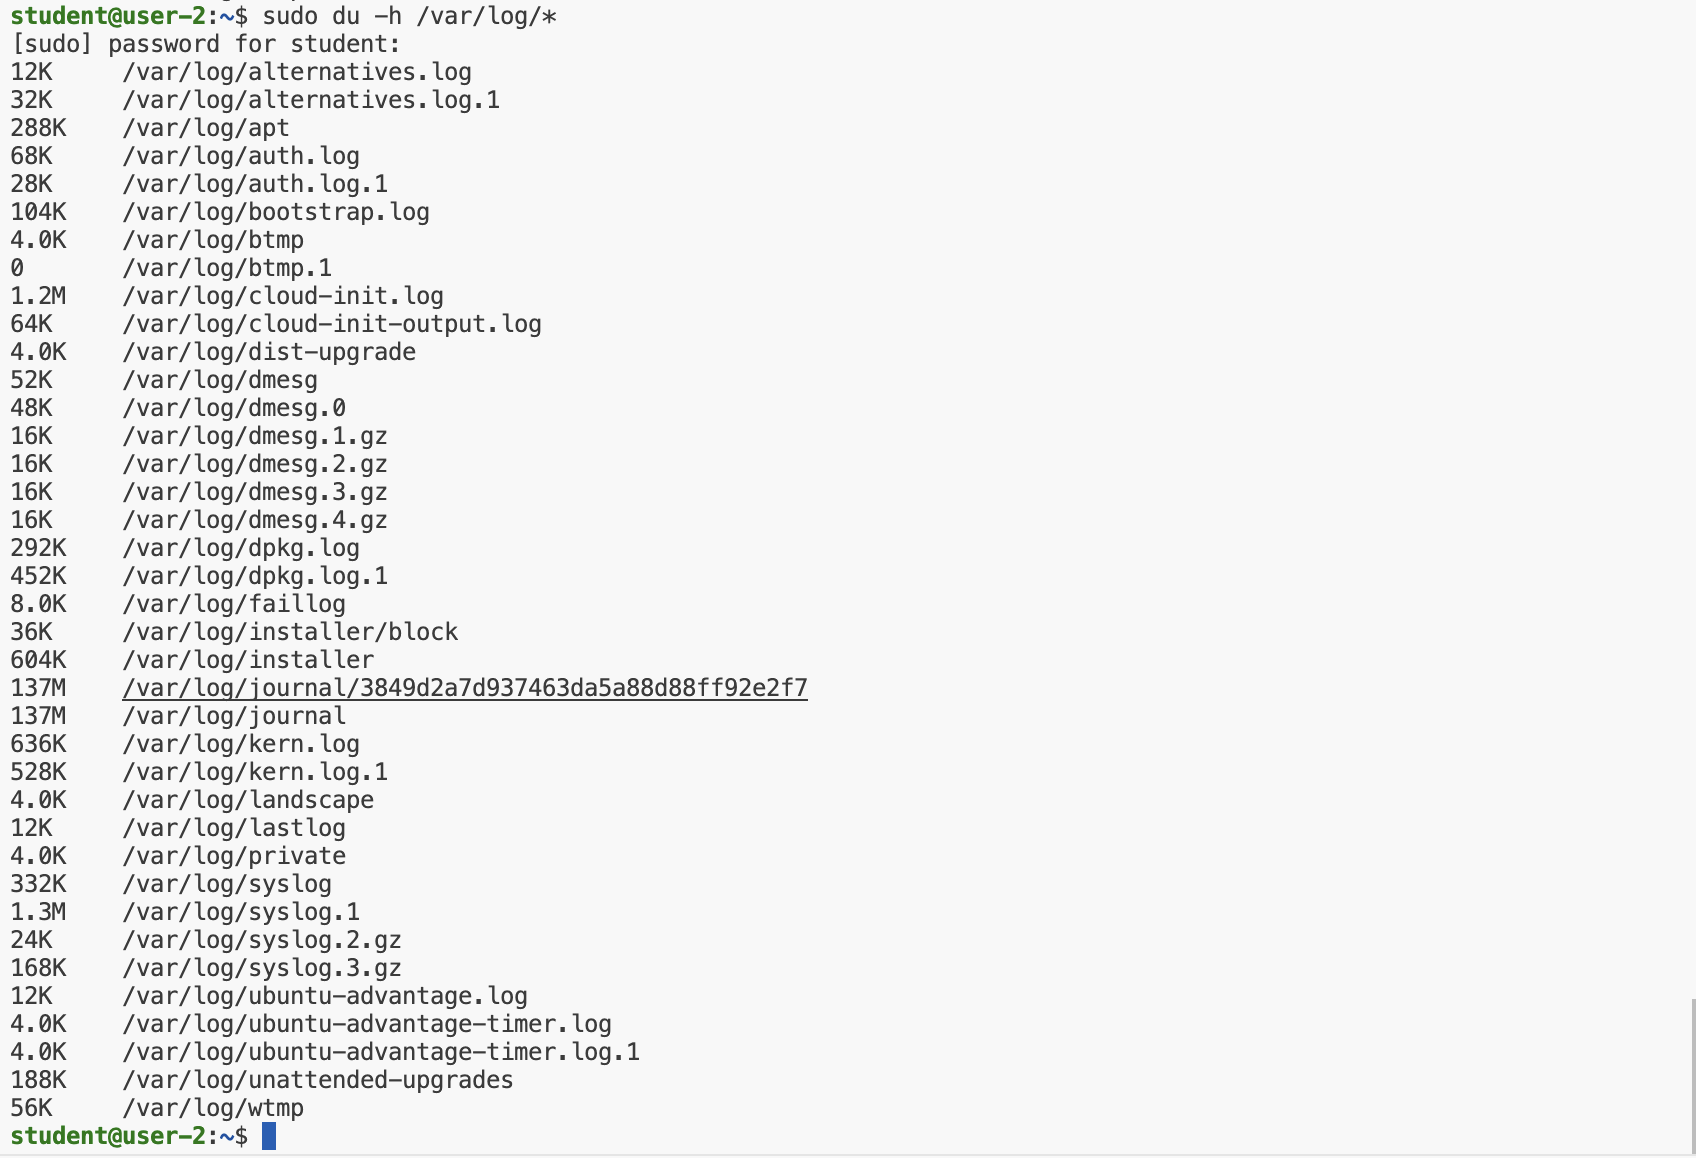 student@user-2:~$ sudo du -h /var/log/*
[sudo] password for student:
12K     /var/log/alternatives.log
32K     /var/log/alternatives.log.1
288K    /var/log/apt
68K     /var/log/auth.log
28K     /var/log/auth.log.1
104K    /var/log/bootstrap.log
4.0K    /var/log/btmp
0       /var/log/btmp.1
1.2M    /var/log/cloud-init.log
64K     /var/log/cloud-init-output.log
4.0K    /var/log/dist-upgrade
52K     /var/log/dmesg
48K     /var/log/dmesg.0
16K     /var/log/dmesg.1.gz
16K     /var/log/dmesg.2.gz
16K     /var/log/dmesg.3.gz
16K     /var/log/dmesg.4.gz
292K    /var/log/dpkg.log
452K    /var/log/dpkg.log.1
8.0K    /var/log/faillog
36K     /var/log/installer/block
604K    /var/log/installer
137M    /var/log/journal/3849d2a7d937463da5a88d88ff92e2f7
137M    /var/log/journal
636K    /var/log/kern.log
528K    /var/log/kern.log.1
4.0K    /var/log/landscape
12K     /var/log/lastlog
4.0K    /var/log/private
332K    /var/log/syslog
1.3M    /var/log/syslog.1
24K     /var/log/syslog.2.gz
168K    /var/log/syslog.3.gz
12K     /var/log/ubuntu-advantage.log
4.0K    /var/log/ubuntu-advantage-timer.log
4.0K    /var/log/ubuntu-advantage-timer.log.1
188K    /var/log/unattended-upgrades
56K     /var/log/wtmp
student@user-2:~$